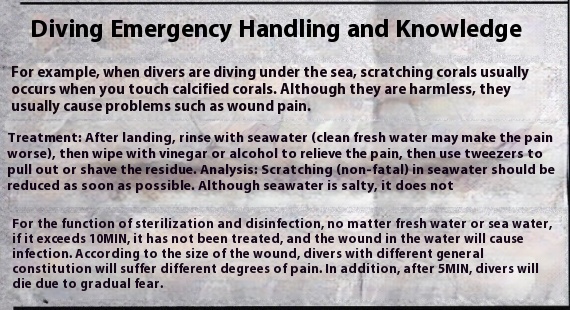 Diving Emergency Handling and Knowledge
For example, when divers are diving under the sea, scratching corals usually
occurs when you touch calcified corals. Although they are harmless, they
usually cause problems such as wound pain.
Treatment: After landing, rinse with seawater (clean fresh water may make the pain
worse), then wipe with vinegar or alcohol to relieve the pain, then use tweezers to
pull out or shave the residue. Analysis: Scratching (non-fatal) in seawater should be
reduced as soon as possible. Although seawater is salty, it does not
For the function of sterilization and disinfection, no matter fresh water or sea water,
if it exceeds 10MIN, it has not been treated, and the wound in the water will cause
infection. According to the size of the wound, divers with different general
constitution will suffer different degrees of pain. In addition, after 5MIN, divers will
die due to gradual fear.